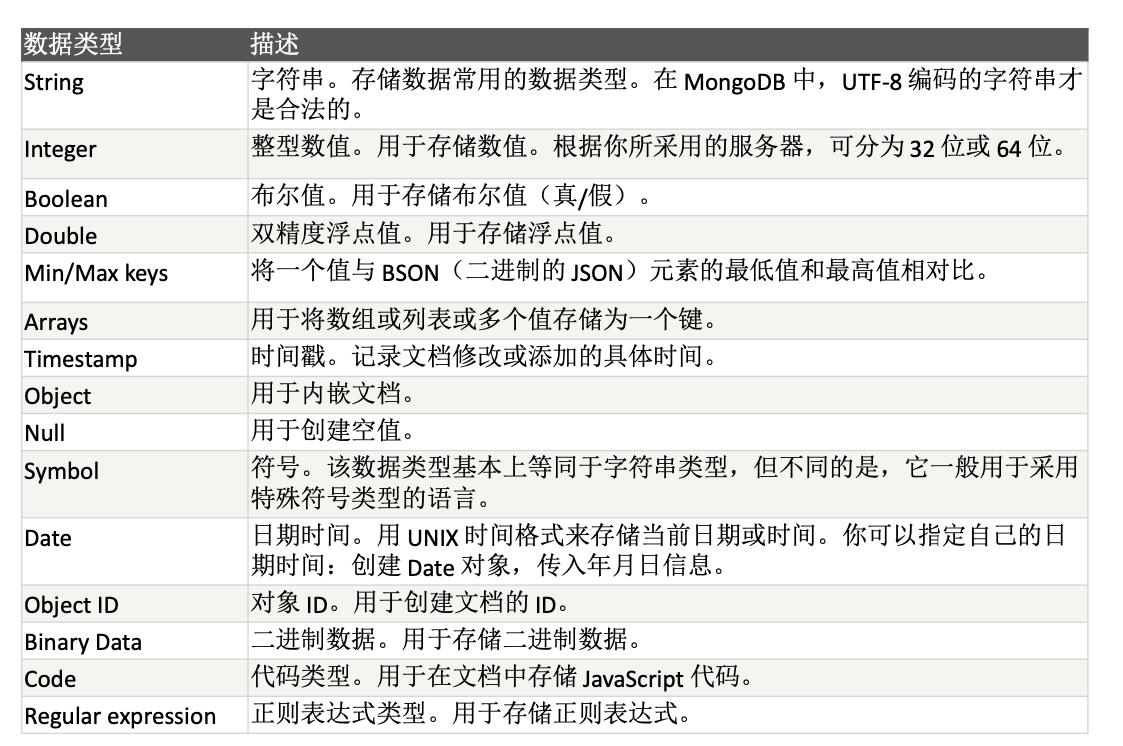 数据类型 描述
String 字符串。存储数据常用的数据类型。在 MongoDB 中，UTF-8 编码的字符串才
是合法的。
Integer 整型数值。用于存储数值。根据你所采用的服务器，可分为 32 位或 64 位。
Boolean 布尔值。用于存储布尔值（真/假）。
Double 双精度浮点值。用于存储浮点值。
Min/Max keys 将一个值与 BSON（二进制的 JSON）元素的最低值和最高值相对比。
Arrays 用于将数组或列表或多个值存储为一个键。
Timestamp 时间戳。记录文档修改或添加的具体时间。
Object 用于内嵌文档。
Null 用于创建空值。
Symbol 符号。该数据类型基本上等同于字符串类型，但不同的是，它一般用于采用
特殊符号类型的语言。
Date 日期时间。用 UNIX 时间格式来存储当前日期或时间。你可以指定自己的日
期时间：创建 Date 对象，传入年月日信息。
Object ID 对象 ID。用于创建文档的 ID。
Binary Data 二进制数据。用于存储二进制数据。
Code 代码类型。用于在文档中存储 JavaScript 代码。
Regular expression 正则表达式类型。用于存储正则表达式。